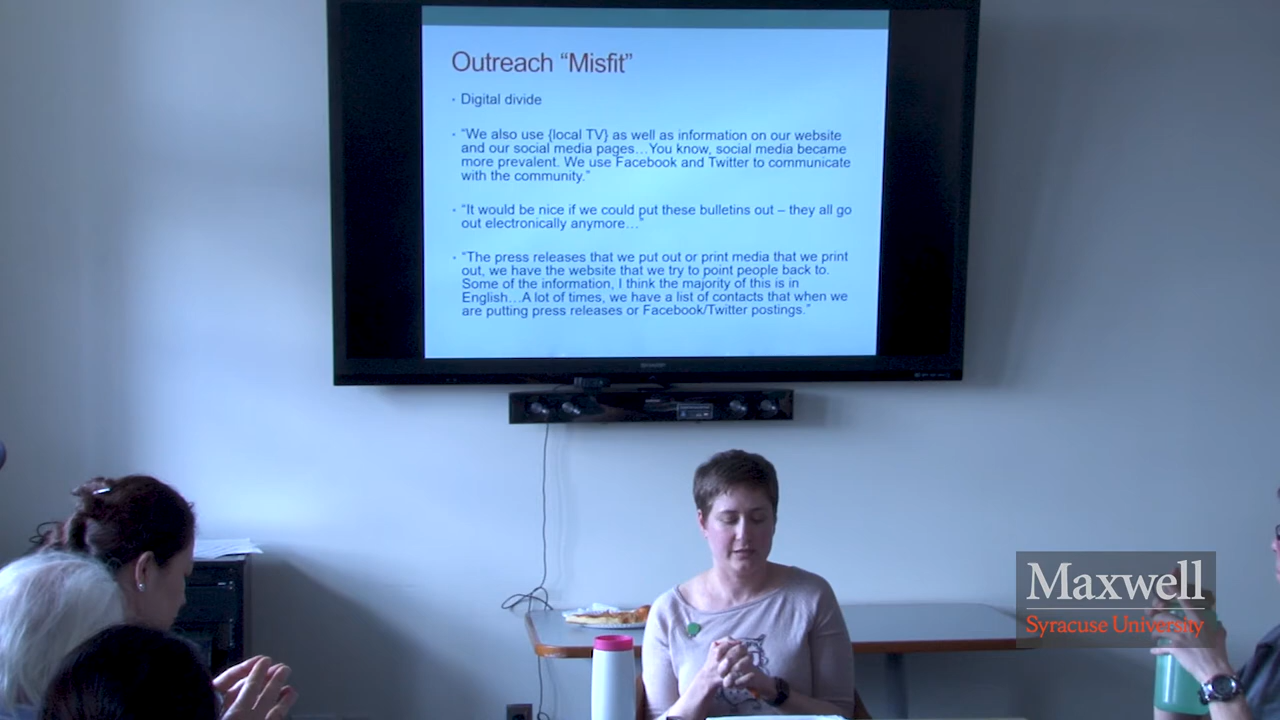 Outreach “Misfit”
• Digital divide
• “We also use {local TV} as well as information on our website
and our social media pages…You know, social media became
more prevalent. We use Facebook and Twitter to communicate
with the community.”
• “It would be nice if we could put these bulletins out – they all go
out electronically anymore…”
• “The press releases that we put out or print media that we print
out, we have the website that we try to point people back to.
Some of the information, I think the majority of this is in
English…A lot of times, we have a list of contacts that when we
are putting press releases or Facebook/Twitter postings.”
SHARP
Maxwell
Syracuse University